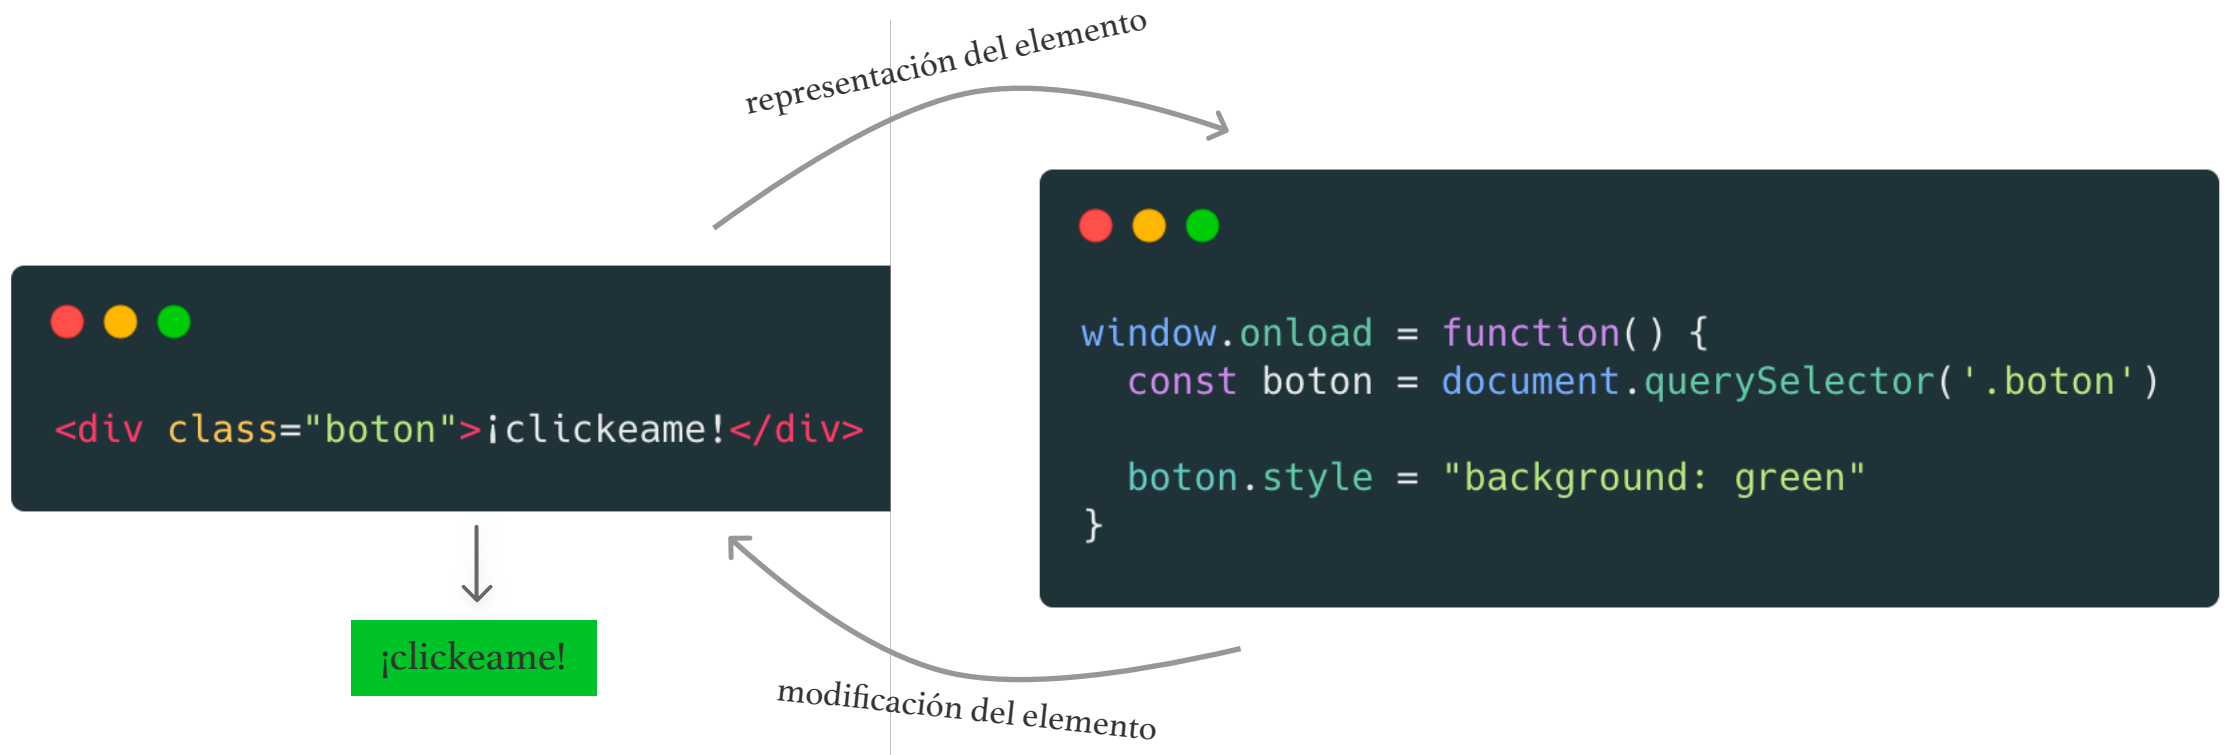 representación del elemento
<div class="boton">¡clickeame!</div>
¡clickeame!
window.onload = function() {
  const boton = document.querySelector('.boton')
  boton.style = "background: green"
}
modificación del elemento